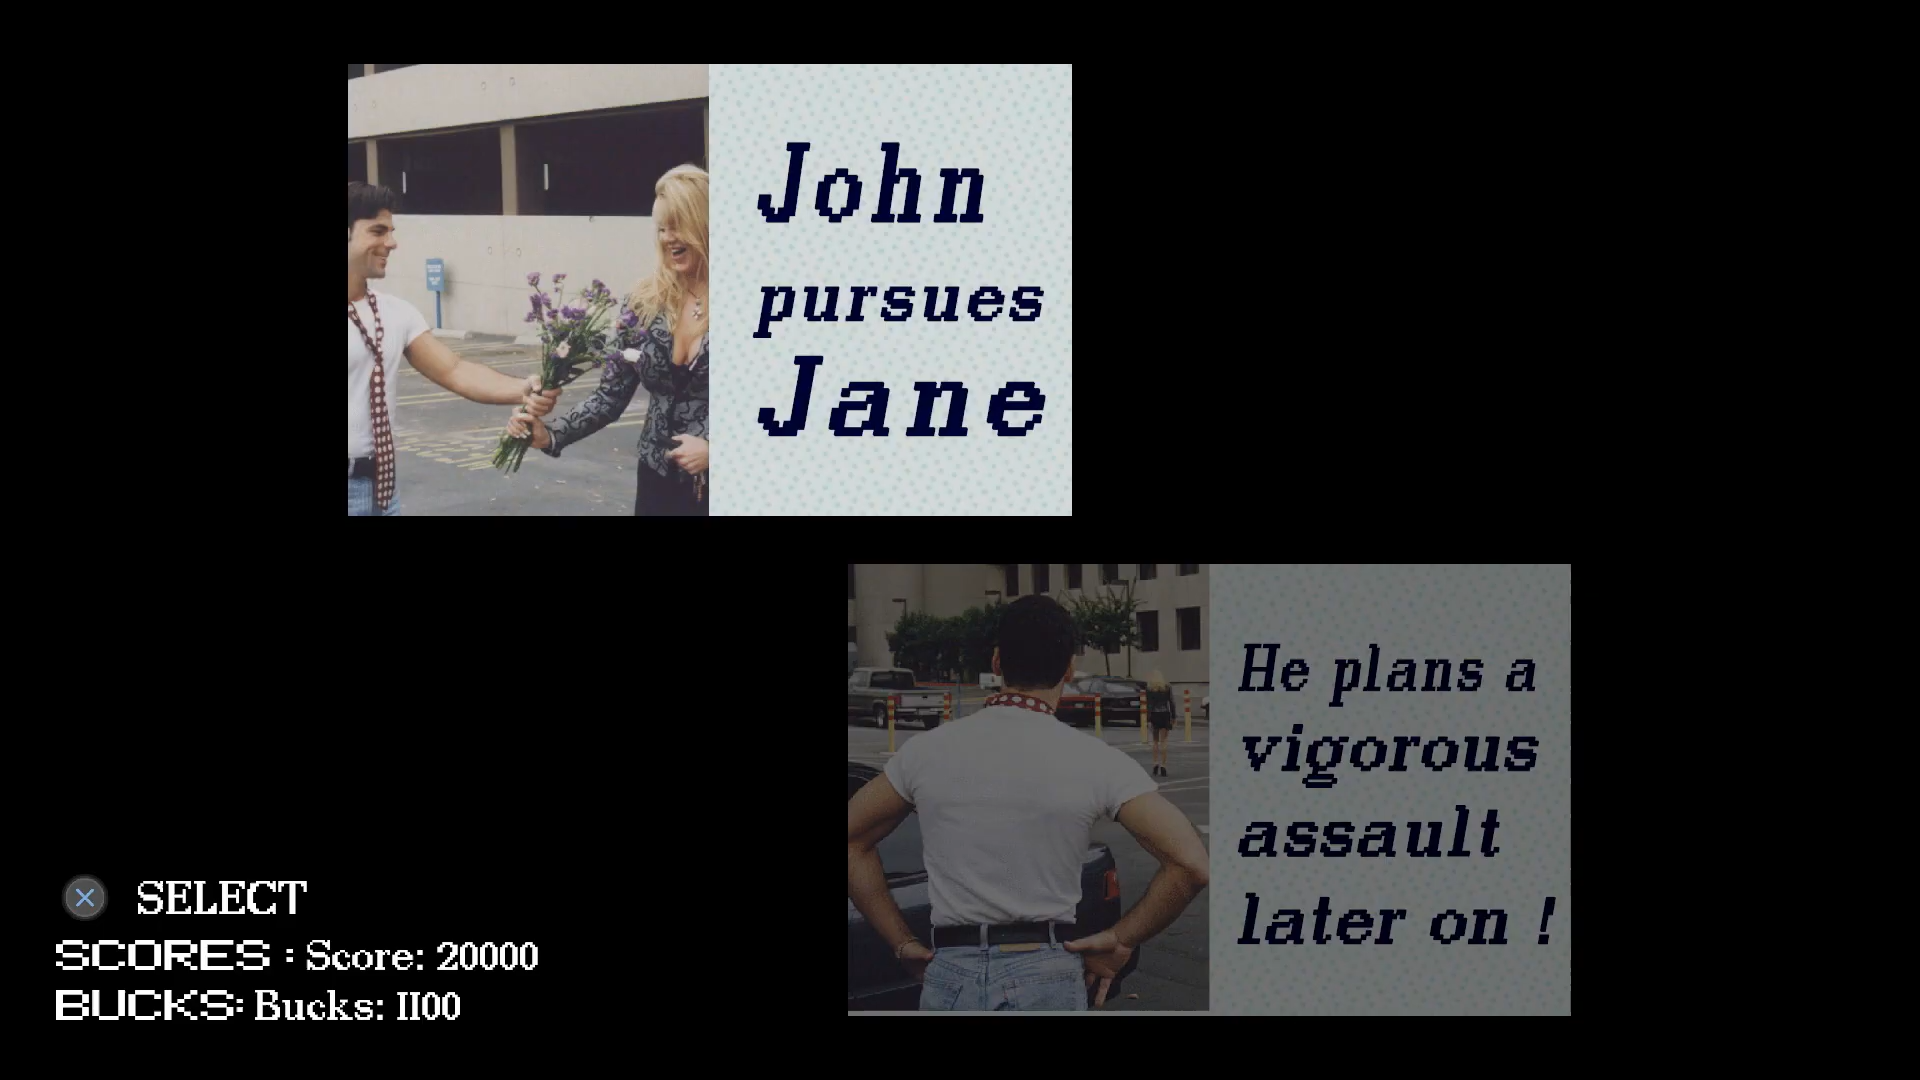 John
pursues
Jane
He plans a
vigorous
assault
later on !
SELECT
SCORES : Score: 20000
BUCKS: Bucks: II00